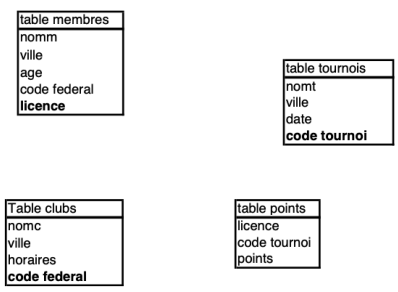 table membres
nomm
ville
age
code federal
licence
table tournois
nomt
ville
date
code tournoi
Table clubs
nomc
ville
horaires
code federal
table points
licence
code tournoi
points